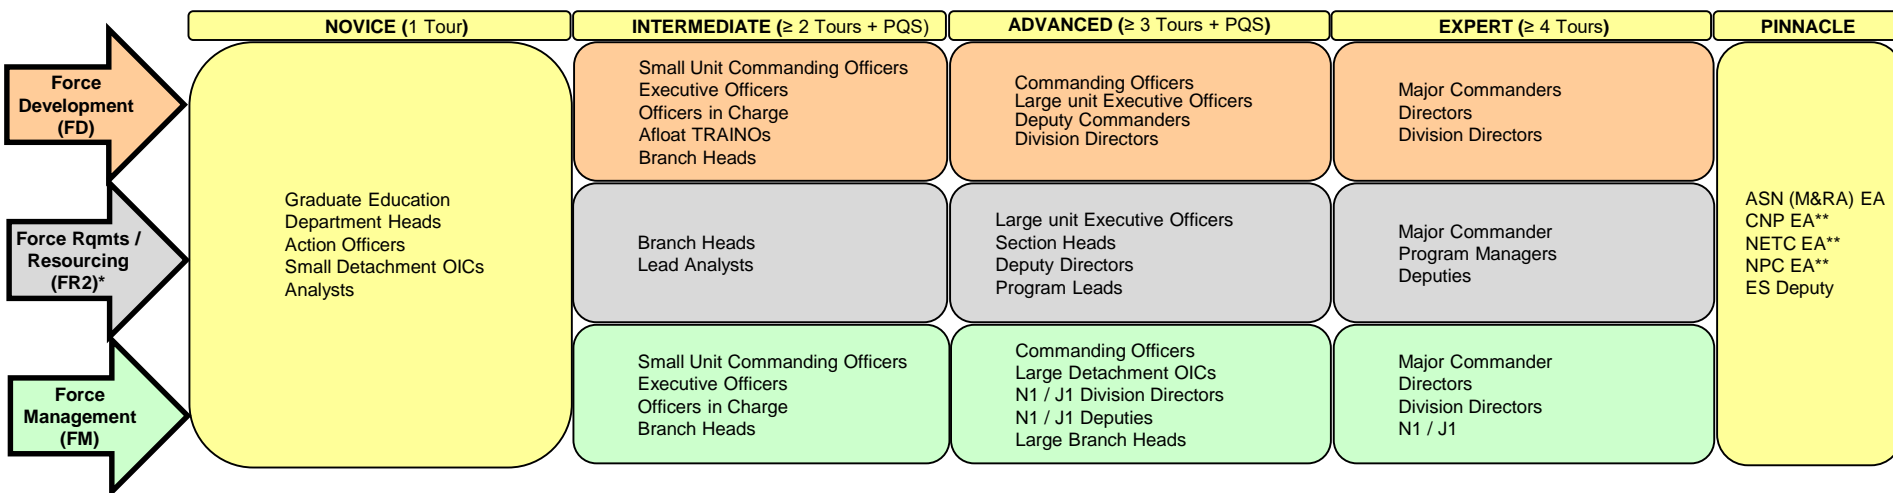 NOVICE (1 Tour)
INTERMEDIATE (≥ 2 Tours + PQS)
ADVANCED (≥ 3 Tours + PQS)
EXPERT (≥ 4 Tours)
PINNACLE
Force
Development
(FD)
Small Unit Commanding Officers
Executive Officers
Officers in Charge
Afloat TRAINOs
Branch Heads
Commanding Officers
Large unit Executive Officers
Deputy Commanders
Division Directors
Major Commanders
Directors
Division Directors
Graduate Education
Department Heads
Action Officers
Small Detachment OICs
Analysts
Force Rqmts /
Resourcing
(FR2)*
Branch Heads
Lead Analysts
Large unit Executive Officers
Section Heads
Deputy Directors
Program Leads
Major Commander
Program Managers
Deputies
ASN (M&RA) EA
CNP EA**
NETC EA**
NPC EA**
ES Deputy
Force
Management
(FM)
Small Unit Commanding Officers
Executive Officers
Officers in Charge
Branch Heads
Commanding Officers
Large Detachment OICs
N1 / J1 Division Directors
N1 / J1 Deputies
Large Branch Heads
Major Commander
Directors
Division Directors
N1 / J1